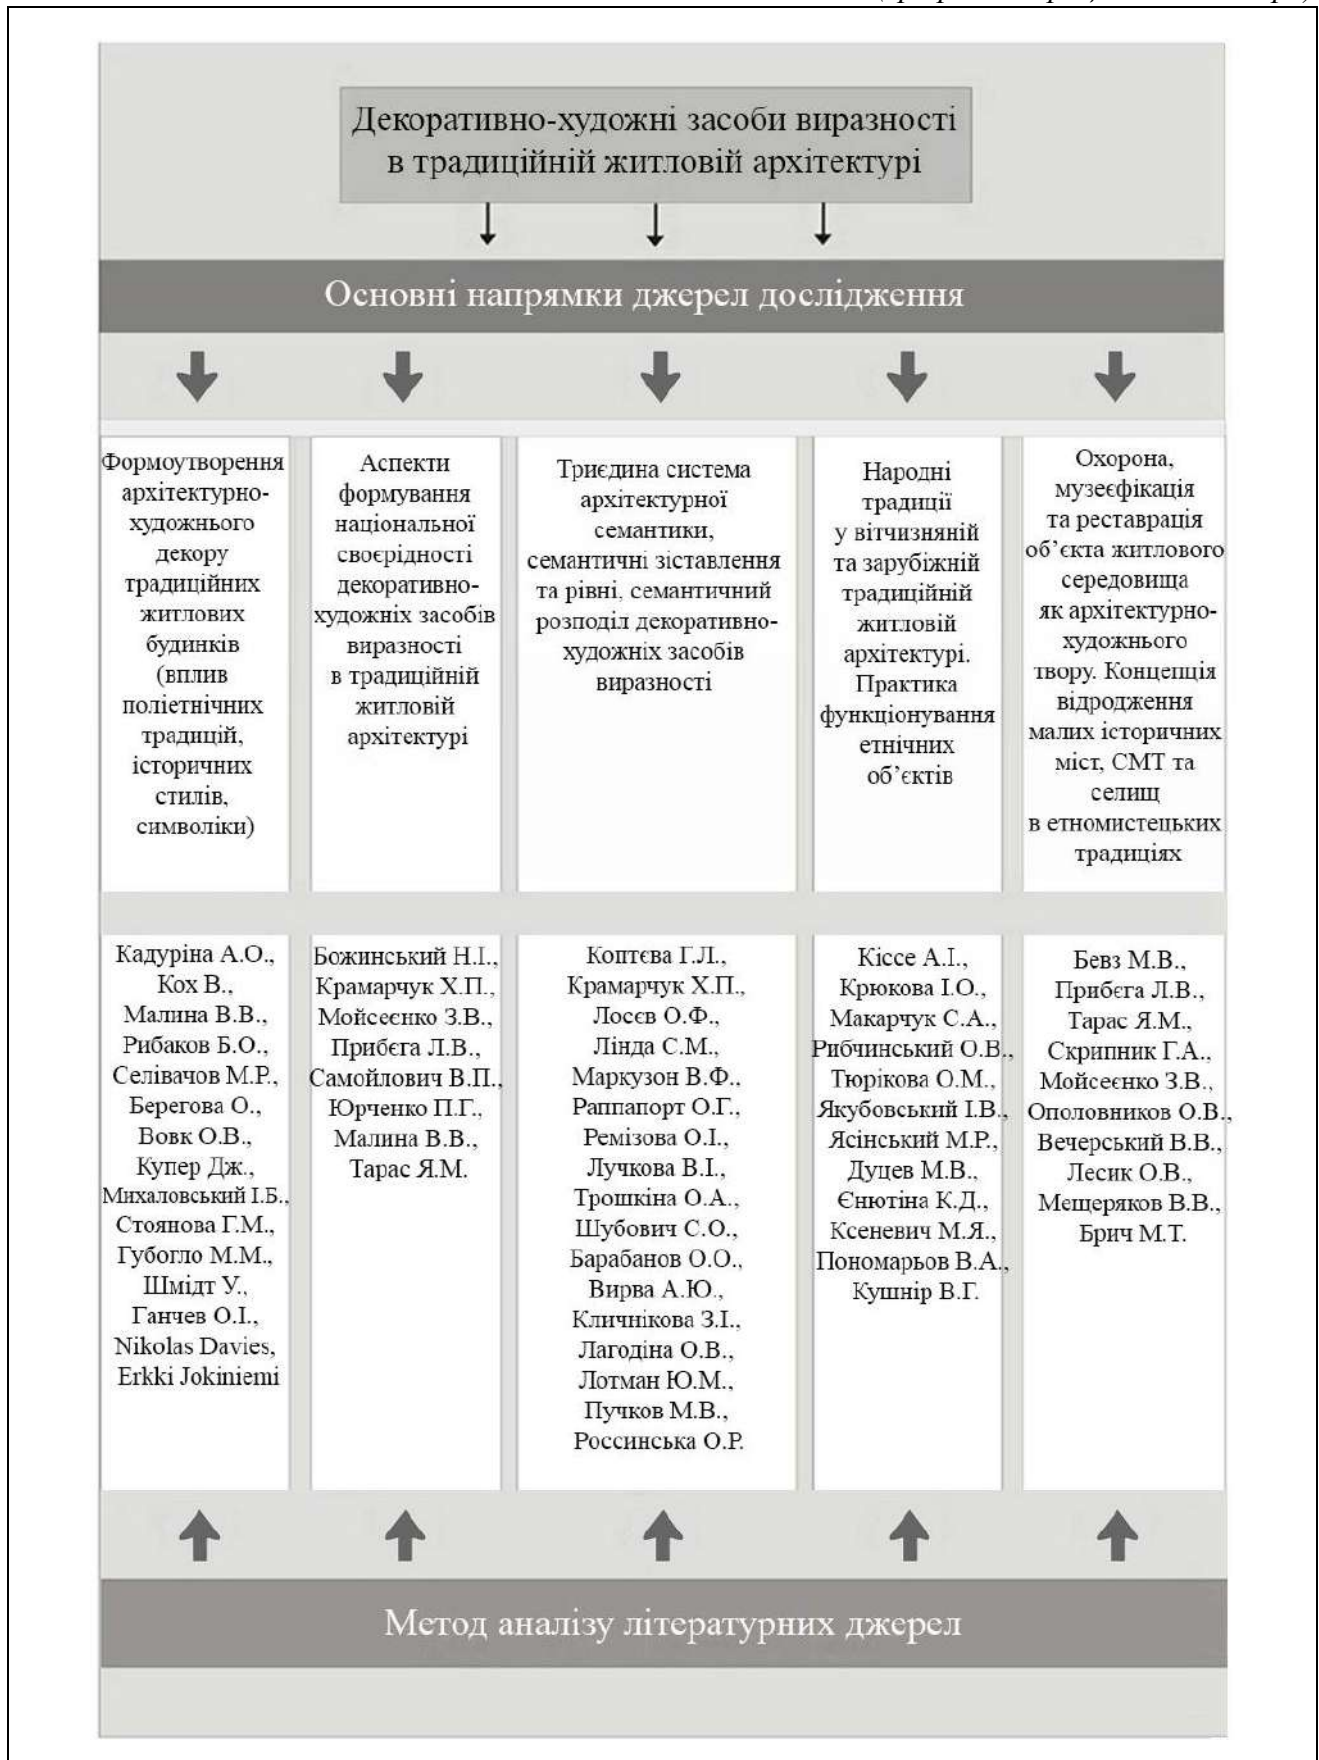 Декоративно-художні засоби виразності
в традиційній житловій архітектурі
Основні напрямки джерел дослідження
Формоутворення
архітектурно-
художнього
декору
традиційних
житлових
будинків
(вплив
поліетнічних
традицій,
історичних
стилів,
символіки)
Аспекти
формування
національної
своєрідності
декоративно-
художніх засобів
виразності
в традиційній
житловій
архітектурі
Триєдина система
архітектурної
семантики,
семантичні зіставлення
та рівні, семантичний
розподіл декоративно-
художніх засобів
виразності
Народні
традиції
у вітчизняній
та зарубіжній
традиційній
житловій
архітектурі.
Практика
функціонування
етнічних
об’єктів
Охорона,
музеєфікація
та реставрація
об’єкта житлового
середовища
як архітектурно-
художнього
твору. Концепція
відродження
малих історичних
міст, СМТ та
селищ
в етномистецьких
традиціях
Кадуріна А.О.,
Кох В.,
Малина В.В.,
Рибаков Б.О.,
Селівачов М.Р.,
Берегова О.,
Вовк О.В.,
Купер Дж.,
Михаловський І.Б.,
Стоянова Г.М.,
Губогло М.М.,
Шмідт У.,
Ганчев О.І.,
Nikolas Davies,
Erkki Jokiniemi
Божинський Н.І.,
Крамарчук Х.П.,
Мойсеєнко З.В.,
Прибєга Л.В.,
Самойлович В.П.,
Юрченко П.Г.,
Малина В.В.,
Тарас Я.М.
Коптєва Г.Л.,
Крамарчук Х.П.,
Лосєв О.Ф.,
Лінда С.М.,
Маркузон В.Ф.,
Раппапорт О.Г.,
Ремізова О.І.,
Лучкова В.І.,
Трошкіна О.А.,
Шубович С.О.,
Барабанов О.О.,
Вирва А.Ю.,
Кличнікова З.І.,
Лагодіна О.В.,
Лотман Ю.М.,
Пучков М.В.,
Россинська О.Р.
Кіссе А.І.,
Крюкова І.О.,
Макарчук С.А.,
Рибчинський О.В.,
Тюрікова О.М.,
Якубовський І.В.,
Ясінський М.Р.,
Дуцев М.В.,
Єнютіна К.Д.,
Ксеневич М.Я.,
Пономарьов В.А.,
Кушнір В.Г.
Бевз М.В.,
Прибєга Л.В.,
Тарас Я.М.,
Скрипник Г.А.,
Мойсеєнко З.В.,
Ополовников О.В.,
Вечерський В.В.,
Лесик О.В.,
Мещеряков В.В.,
Брич М.Т.
Метод аналізу літературних джерел